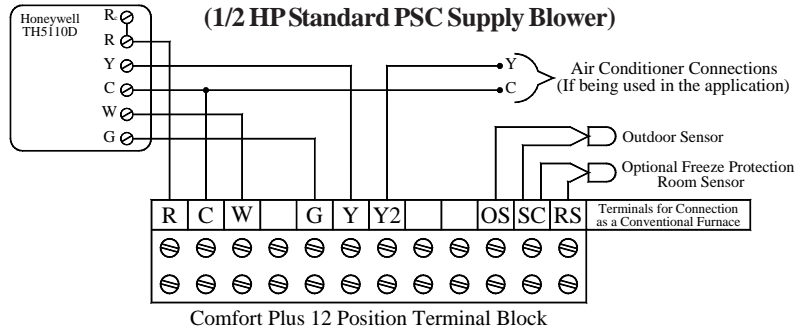 (1/2 HP Standard PSC Supply Blower)
Honeywell
TH5110D
Rc
R
Y
C
W
G
Y
C
Air Conditioner Connections
(If being used in the application)
Outdoor Sensor
Optional Freeze Protection
Room Sensor
R C W G Y Y2 OS SC RS
Terminals for Connection
as a Conventional Furnace
Comfort Plus 12 Position Terminal Block